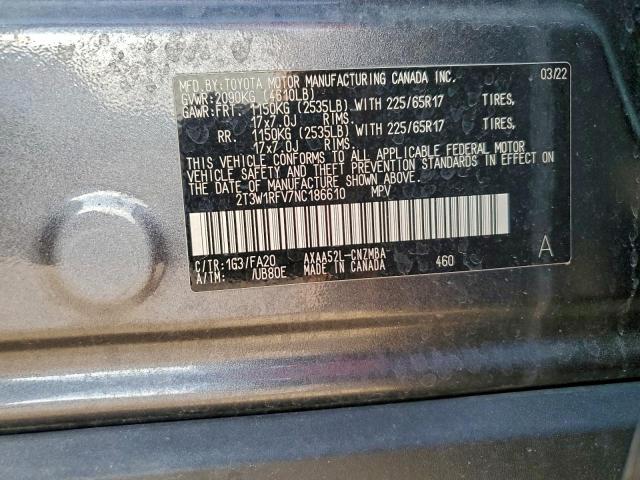 MFD.BY:TOYOTA MOTOR MANUFACTURING CANADA INC. 03/22
GVWR:2090KG (4610LB)
GAWR:FRT. 1150KG (2535LB) WITH 225/65R17 TIRES,
17x7.0J RIMS.
RR. 1150KG (2535LB) WITH 225/65R17 TIRES,
17x7.0J RIMS.
THIS VEHICLE CONFORMS TO ALL APPLICABLE FEDERAL MOTOR
VEHICLE SAFETY AND THEFT PREVENTION STANDARDS IN EFFECT ON
THE DATE OF MANUFACTURE SHOWN ABOVE.
2T3W1RFV7NC186610 MPV
C/TR:1G3/FA20 AXAA52L-CNZMBA 460 A
A/TM: /UB80E MADE IN CANADA